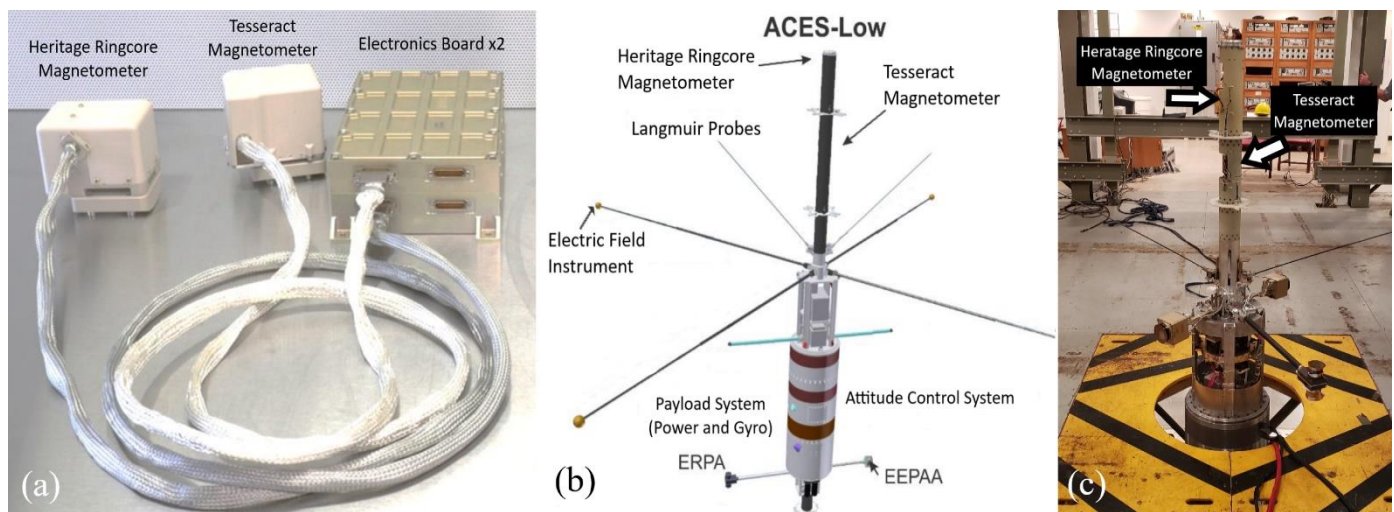 Heritage Ringcore
Magnetometer
Tesseract
Magnetometer
Electronics Board x2
(a)
ACES-Low
Heritage Ringcore
Magnetometer
Tesseract
Magnetometer
Langmuir Probes
Electric Field
Instrument
Payload System
(Power and Gyro)
Attitude Control System
ERPA
EEPAA
(b)
Heratage Ringcore
Magnetometer
Tesseract
Magnetometer
(c)